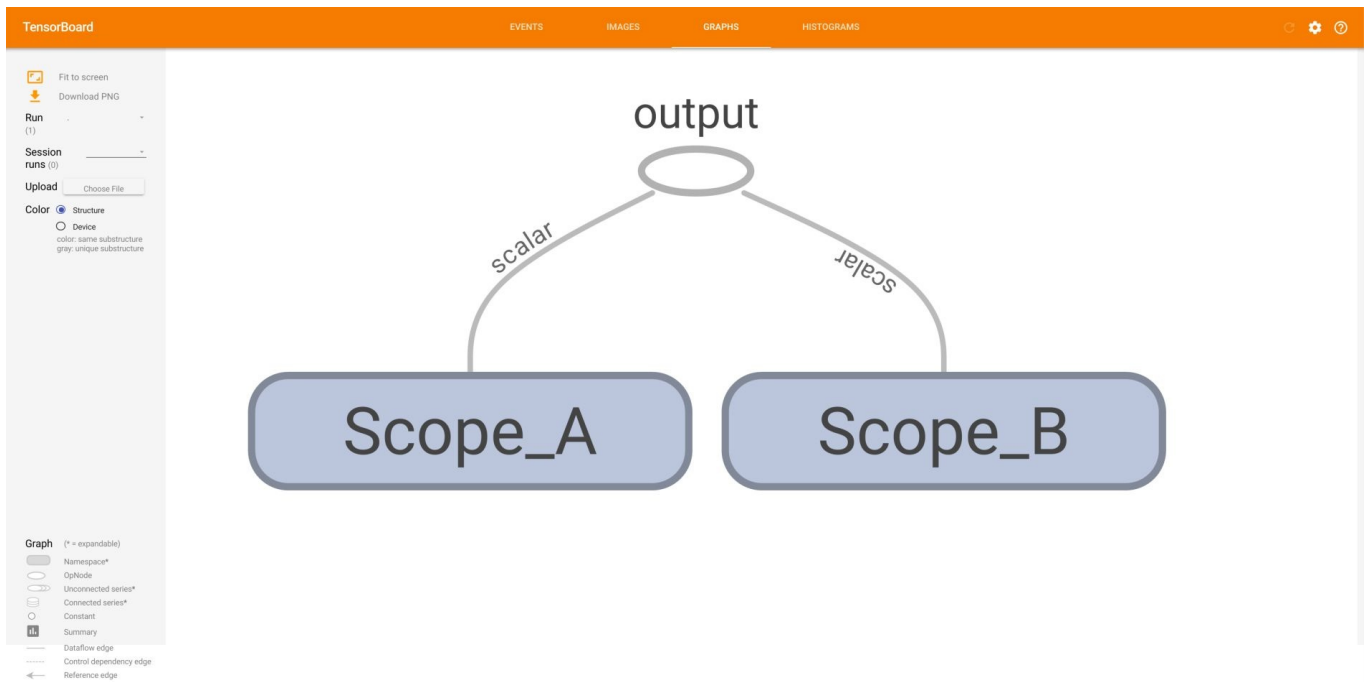 TensorBoard
EVENTS
IMAGES
GRAPHS
HISTOGRAMS
Fit to screen
Download PNG
Run
(1)
Session
runs (0)
Upload
Choose File
Color
Structure
Device
color: same substructure
gray: unique substructure
output
scalar
scalar
Scope_A
Scope_B
Graph (* = expandable)
Namespace*
OpNode
Unconnected series*
Connected series*
Constant
Summary
Dataflow edge
Control dependency edge
Reference edge